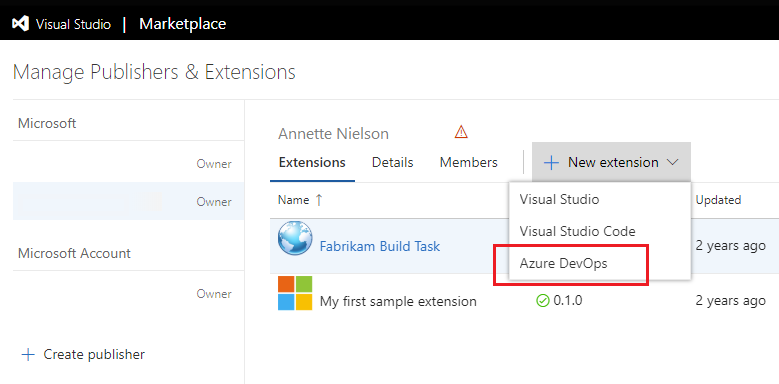 Visual Studio | Marketplace
Manage Publishers & Extensions
Microsoft
Owner
Owner
Microsoft Account
Owner
+ Create publisher
Annette Nielson
Extensions Details Members + New extension
Visual Studio
Visual Studio Code
Azure DevOps
Name ↑ Updated
Fabrikam Build Task 2 years ago
My first sample extension 0.1.0 2 years ago